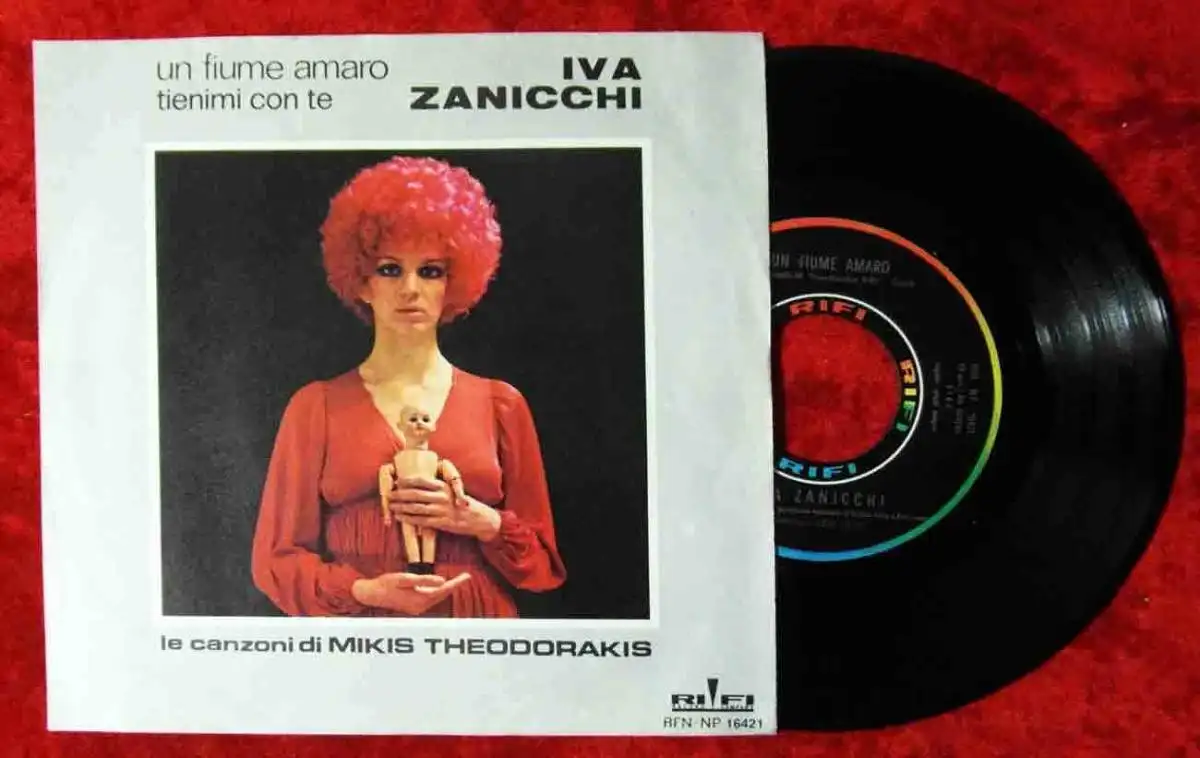 un fiume amaro
tienimi con te
IVA
ZANICCHI
le canzoni di MIKIS THEODORAKIS
RIFI
RFN-NP 16421
UN FIUME AMARO
RIFI
RIFI
RIFI
ZANICCHI